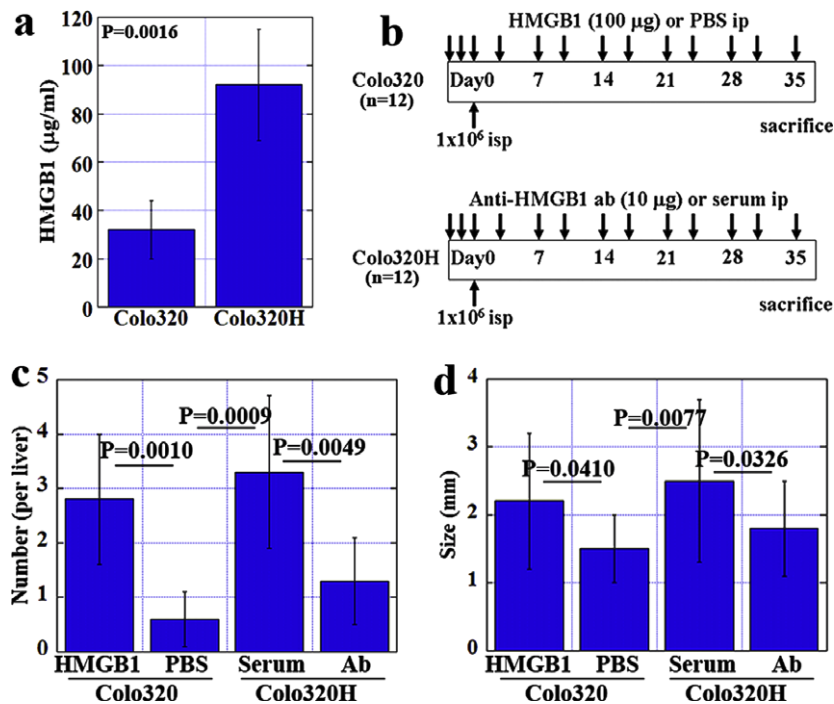 a
P=0.0016
HMGB1 (µg/ml)
120
100
80
60
40
20
0
Colo320 Colo320H
b
HMGB1 (100 µg) or PBS ip
Colo320
(n=12)
Day0 7 14 21 28 35
1x10⁶ isp
sacrifice
Anti-HMGB1 ab (10 µg) or serum ip
Colo320H
(n=12)
Day0 7 14 21 28 35
1x10⁶ isp
sacrifice
c
Number (per liver)
5
4
3
2
1
0
P=0.0009
P=0.0010
P=0.0049
HMGB1 PBS Serum Ab
Colo320 Colo320H
d
Size (mm)
4
3
2
1
0
P=0.0077
P=0.0410
P=0.0326
HMGB1 PBS Serum Ab
Colo320 Colo320H